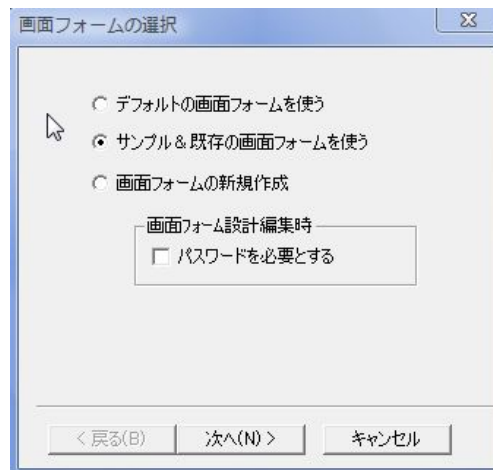 画面フォームの選択
デフォルトの画面フォームを使う
サンプル＆既存の画面フォームを使う
画面フォームの新規作成
画面フォーム設計編集時
パスワードを必要とする
< 戻る(B)
次へ(N) >
キャンセル